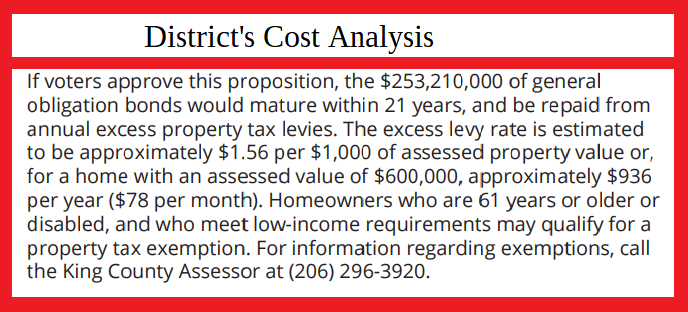 District's Cost Analysis
If voters approve this proposition, the $253,210,000 of general
obligation bonds would mature within 21 years, and be repaid from
annual excess property tax levies. The excess levy rate is estimated
to be approximately $1.56 per $1,000 of assessed property value or,
for a home with an assessed value of $600,000, approximately $936
per year ($78 per month). Homeowners who are 61 years or older or
disabled, and who meet low-income requirements may qualify for a
property tax exemption. For information regarding exemptions, call
the King County Assessor at (206) 296-3920.